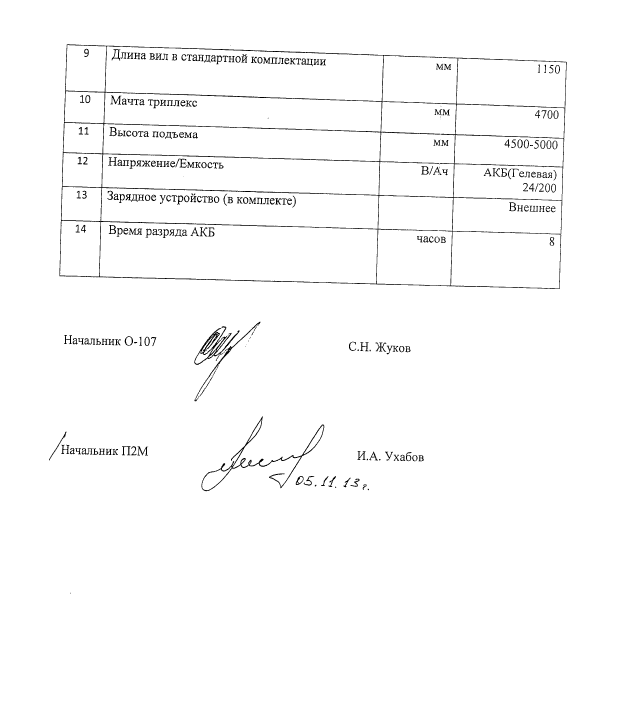 9 Длина вил в стандартной комплектации мм 1150
10 Мачта триплекс мм 4700
11 Высота подъема мм 4500-5000
12 Напряжение/Емкость В/Ач АКБ(Гелевая)
24/200
13 Зарядное устройство (в комплекте) Внешнее
14 Время разряда АКБ часов 8
Начальник О-107 С.Н. Жуков
Начальник П2М И.А. Ухабов
05.11.13г.